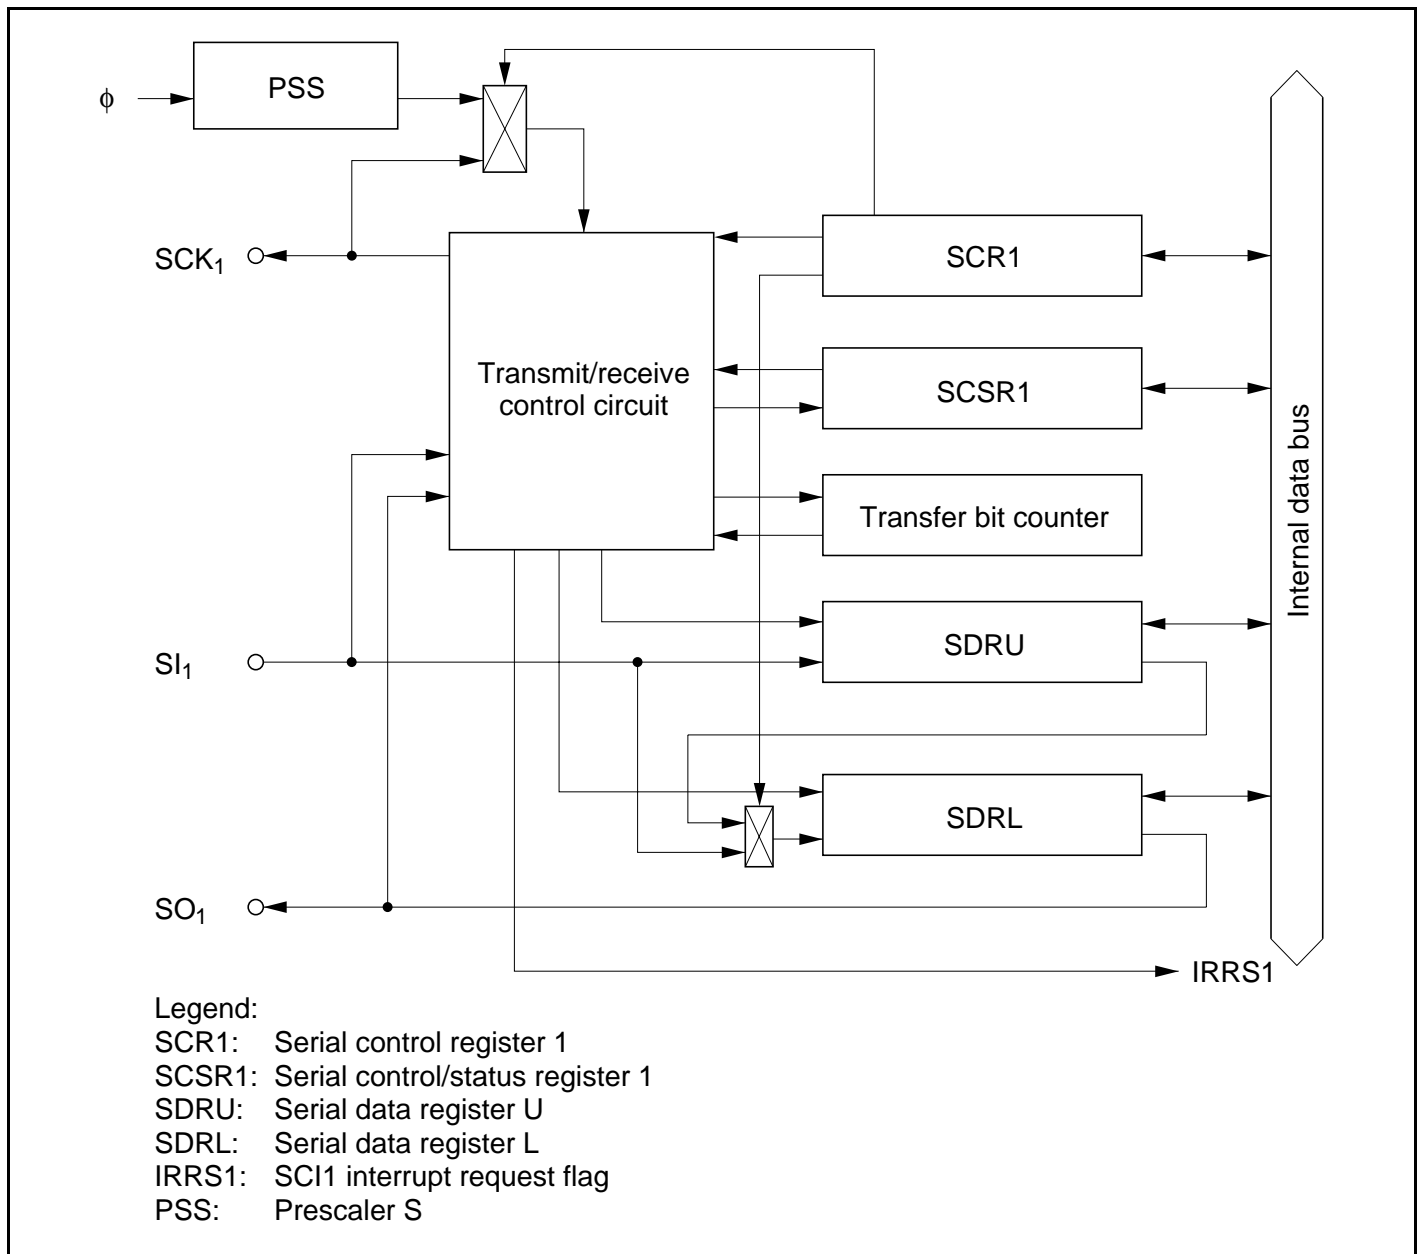 PSS
ϕ
SCK1
SCR1
Transmit/receive
control circuit
SCSR1
Transfer bit counter
Internal data bus
SDRU
SI1
SDRL
SO1
IRRS1
Legend:
SCR1: Serial control register 1
SCSR1: Serial control/status register 1
SDRU: Serial data register U
SDRL: Serial data register L
IRRS1: SCI1 interrupt request flag
PSS: Prescaler S